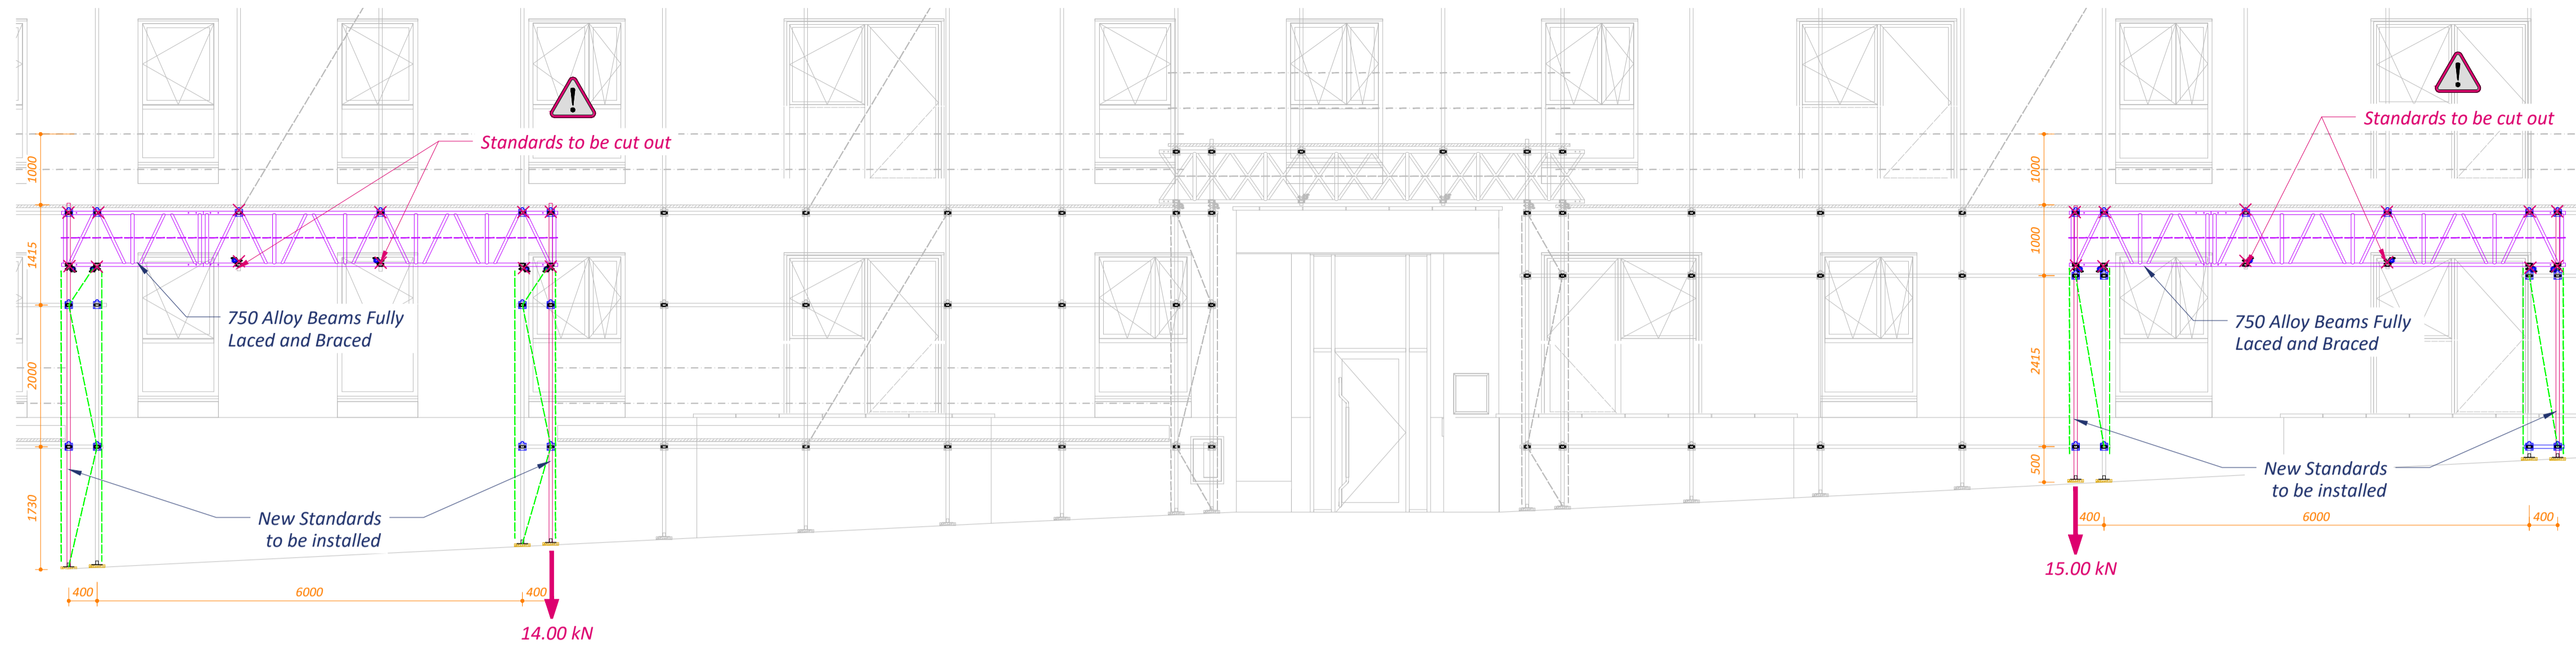 !
!
Standards to be cut out
Standards to be cut out
1000
1415
2000
1730
1000
1000
2415
500
750 Alloy Beams Fully
Laced and Braced
750 Alloy Beams Fully
Laced and Braced
New Standards
to be installed
New Standards
to be installed
400
6000
400
14.00 kN
400
6000
400
15.00 kN